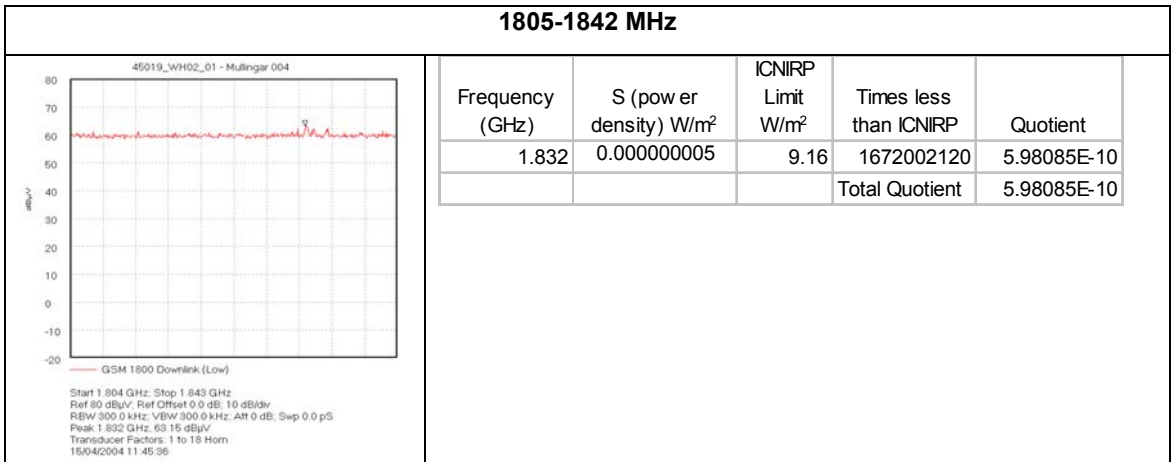 1805-1842 MHz
45019_WH02_01 - Mullingar 004
80
70
60
50
40
30
20
10
0
-10
-20
dBµV
GSM 1800 Downlink (Low)
Start 1.804 GHz; Stop 1.843 GHz
Ref 80 dBµV; Ref Offset 0.0 dB; 10 dB/div
RBW 300.0 kHz; VBW 300.0 kHz; Att 0 dB; Swp 0.0 pS
Peak 1.832 GHz, 63.15 dBµV
Transducer Factors: 1 to 18 Horn
15/04/2004 11:45:36
Frequency (GHz) S (pow er density) W/m² ICNIRP Limit W/m² Times less than ICNIRP Quotient
1.832 0.000000005 9.16 1672002120 5.98085E-10
Total Quotient 5.98085E-10